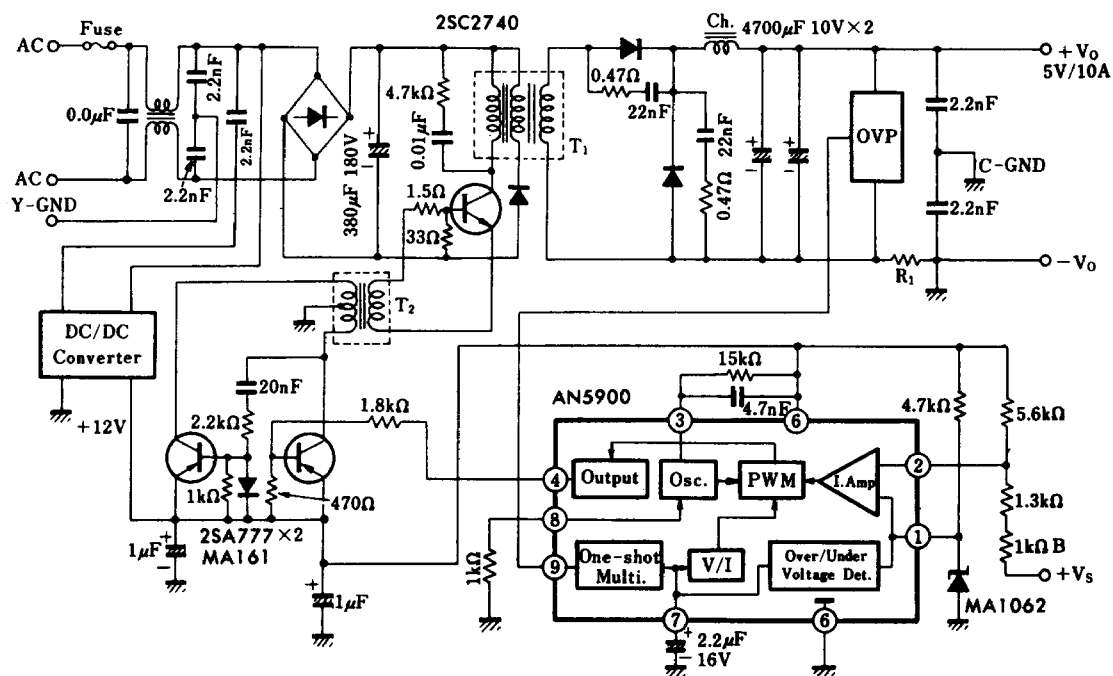 2SC2740
Fuse
AC
0.0μF
2.2nF
2.2nF
2.2nF
AC
Y-GND
380μF 180V
+
−
4.7kΩ
0.01μF
1.5Ω
33Ω
T1
T2
0.47Ω
22nF
22nF
0.47Ω
Ch.
4700μF 10V×2
+
−
+
−
OVP
R1
2.2nF
C-GND
2.2nF
+Vo
5V/10A
−Vo
DC/DC
Converter
+12V
20nF
2.2kΩ
1kΩ
470Ω
1.8kΩ
2SA777×2
MA161
1μF
+
−
+
1μF
AN5900
15kΩ
4.7nF
3
6
4
Output
Osc.
PWM
I.Amp
2
8
1
9
One-shot
Multi.
V/I
Over/Under
Voltage Det.
7
6
1kΩ
+
−
2.2μF
16V
4.7kΩ
5.6kΩ
1.3kΩ
1kΩ B
+Vs
MA1062